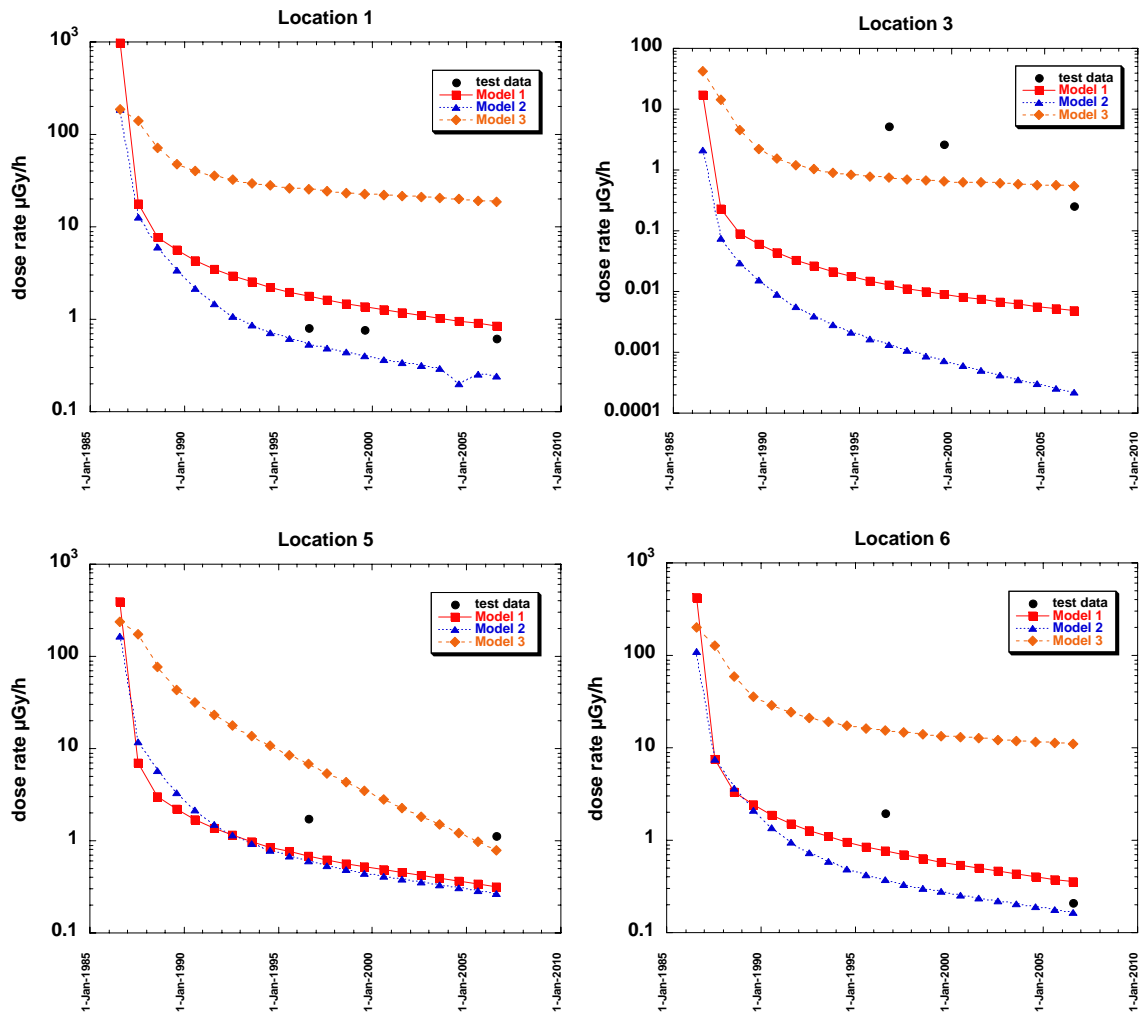 Location 1
dose rate µGy/h
10³
100
10
1
0.1
test data
Model 1
Model 2
Model 3
1-Jan-1985
1-Jan-1990
1-Jan-1995
1-Jan-2000
1-Jan-2005
1-Jan-2010
Location 3
dose rate µGy/h
100
10
1
0.1
0.01
0.001
0.0001
test data
Model 1
Model 2
Model 3
1-Jan-1985
1-Jan-1990
1-Jan-1995
1-Jan-2000
1-Jan-2005
1-Jan-2010
Location 5
dose rate µGy/h
10³
100
10
1
0.1
test data
Model 1
Model 2
Model 3
1-Jan-1985
1-Jan-1990
1-Jan-1995
1-Jan-2000
1-Jan-2005
1-Jan-2010
Location 6
dose rate µGy/h
10³
100
10
1
0.1
test data
Model 1
Model 2
Model 3
1-Jan-1985
1-Jan-1990
1-Jan-1995
1-Jan-2000
1-Jan-2005
1-Jan-2010